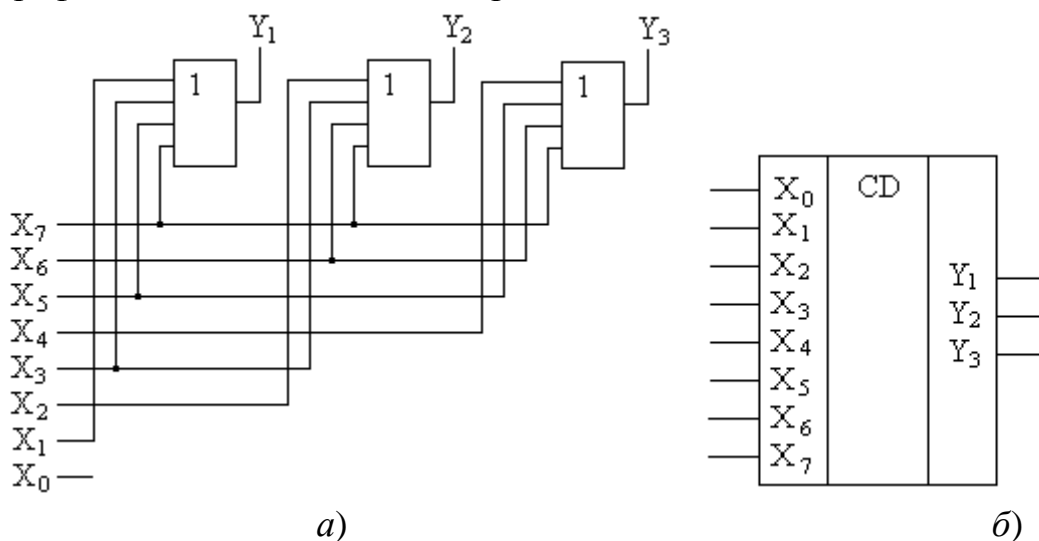 Y₁ Y₂ Y₃
1 1 1
X₇
X₆
X₅
X₄
X₃
X₂
X₁
X₀
а)
CD
X₀
X₁
X₂
X₃
X₄
X₅
X₆
X₇
Y₁
Y₂
Y₃
б)